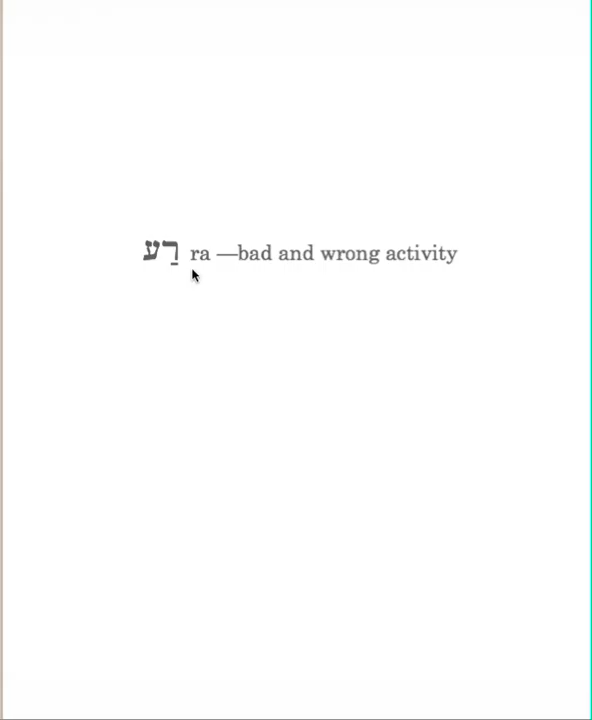 רַע ra —bad and wrong activity